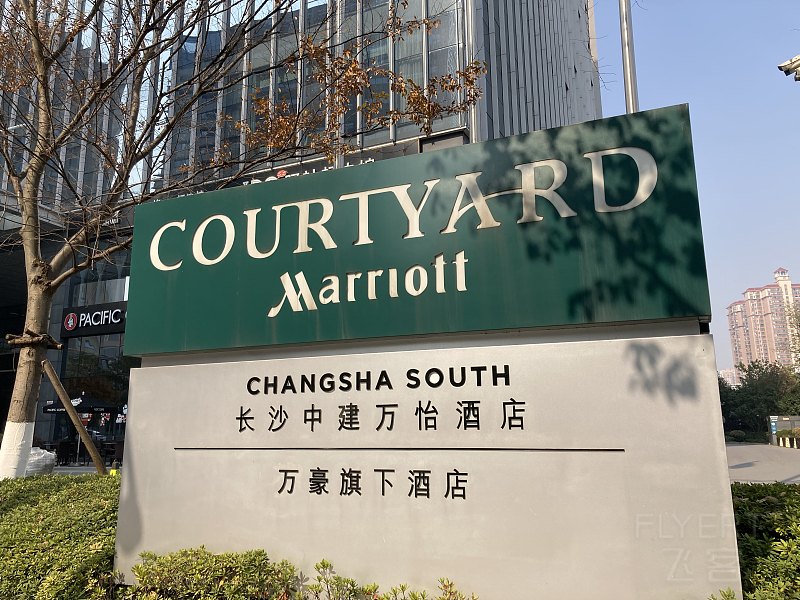 COURTYARD
Marriott
CHANGSHA SOUTH
长沙中建万怡酒店
万豪旗下酒店
PACIFIC
飞客